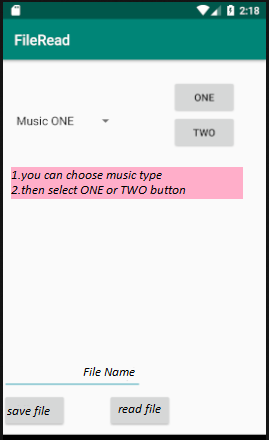 2:18
FileRead
ONE
Music ONE
TWO
1.you can choose music type
2.then select ONE or TWO button
File Name
save file
read file